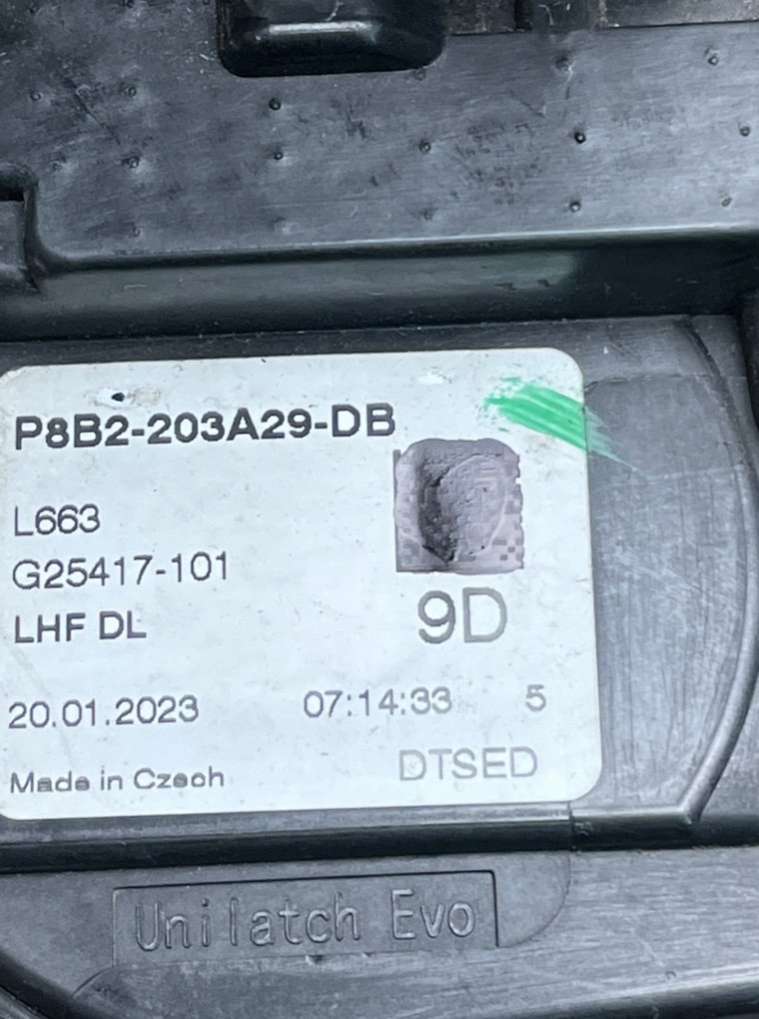 P8B2-203A29-DB
L663
G25417-101
LHF DL
9D
20.01.2023 07:14:33 5
Made in Czech
DTSED
Unilatch Evo